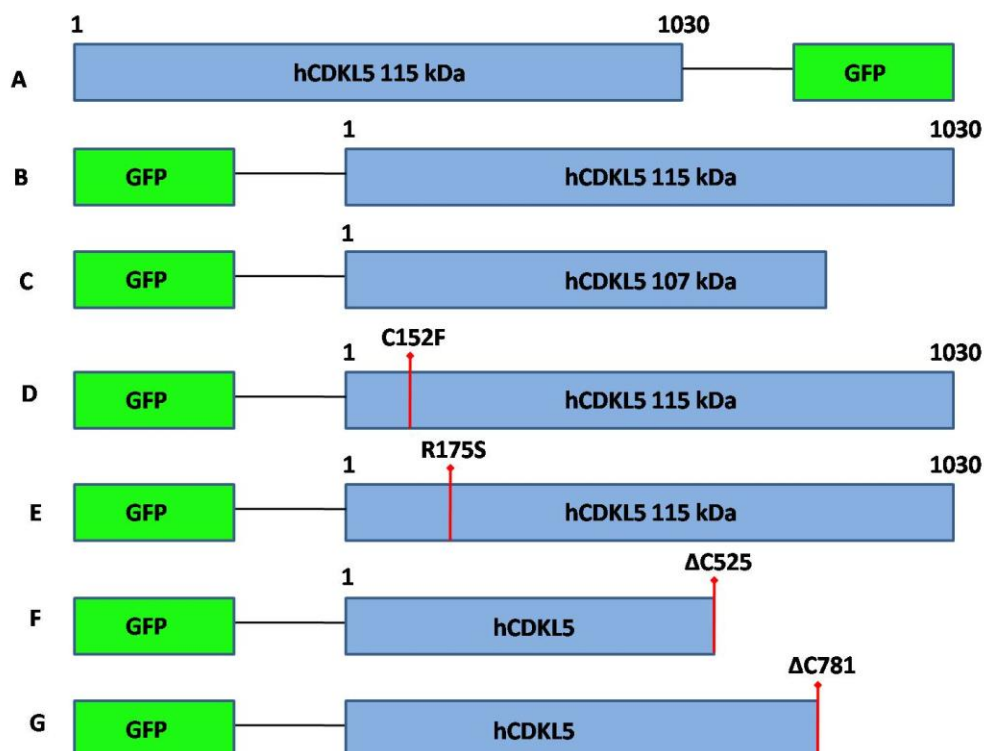 1 1030
A hCDKL5 115 kDa GFP
1 1030
B GFP hCDKL5 115 kDa
1
C GFP hCDKL5 107 kDa
C152F
1 1030
D GFP hCDKL5 115 kDa
R175S
1 1030
E GFP hCDKL5 115 kDa
ΔC525
1
F GFP hCDKL5
ΔC781
G GFP hCDKL5